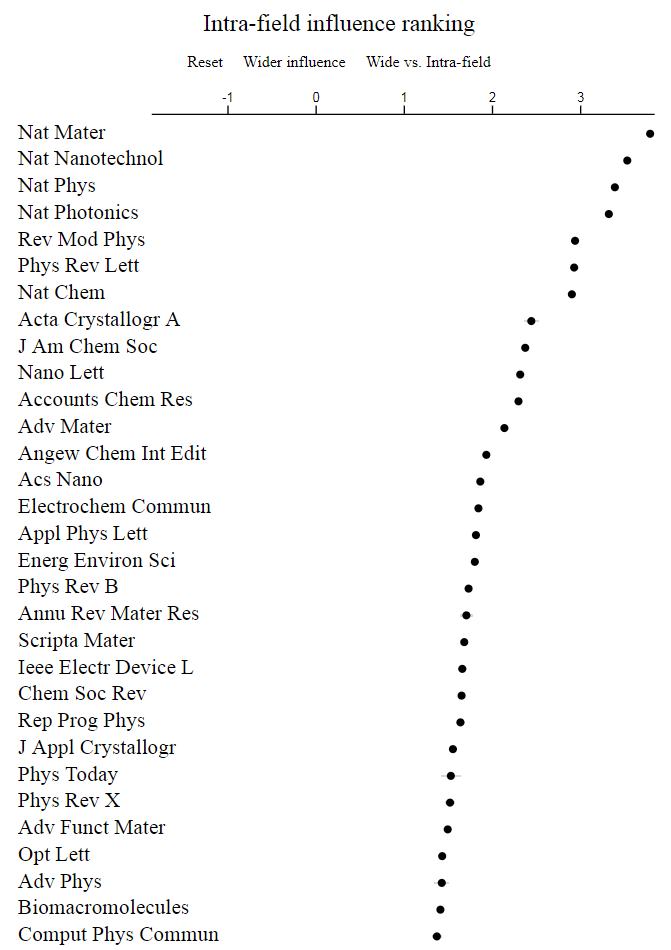 Intra-field influence ranking
Reset Wider influence Wide vs. Intra-field
-1 0 1 2 3
Nat Mater
Nat Nanotechnol
Nat Phys
Nat Photonics
Rev Mod Phys
Phys Rev Lett
Nat Chem
Acta Crystallogr A
J Am Chem Soc
Nano Lett
Accounts Chem Res
Adv Mater
Angew Chem Int Edit
Acs Nano
Electrochem Commun
Appl Phys Lett
Energ Environ Sci
Phys Rev B
Annu Rev Mater Res
Scripta Mater
Ieee Electr Device L
Chem Soc Rev
Rep Prog Phys
J Appl Crystallogr
Phys Today
Phys Rev X
Adv Funct Mater
Opt Lett
Adv Phys
Biomacromolecules
Comput Phys Commun